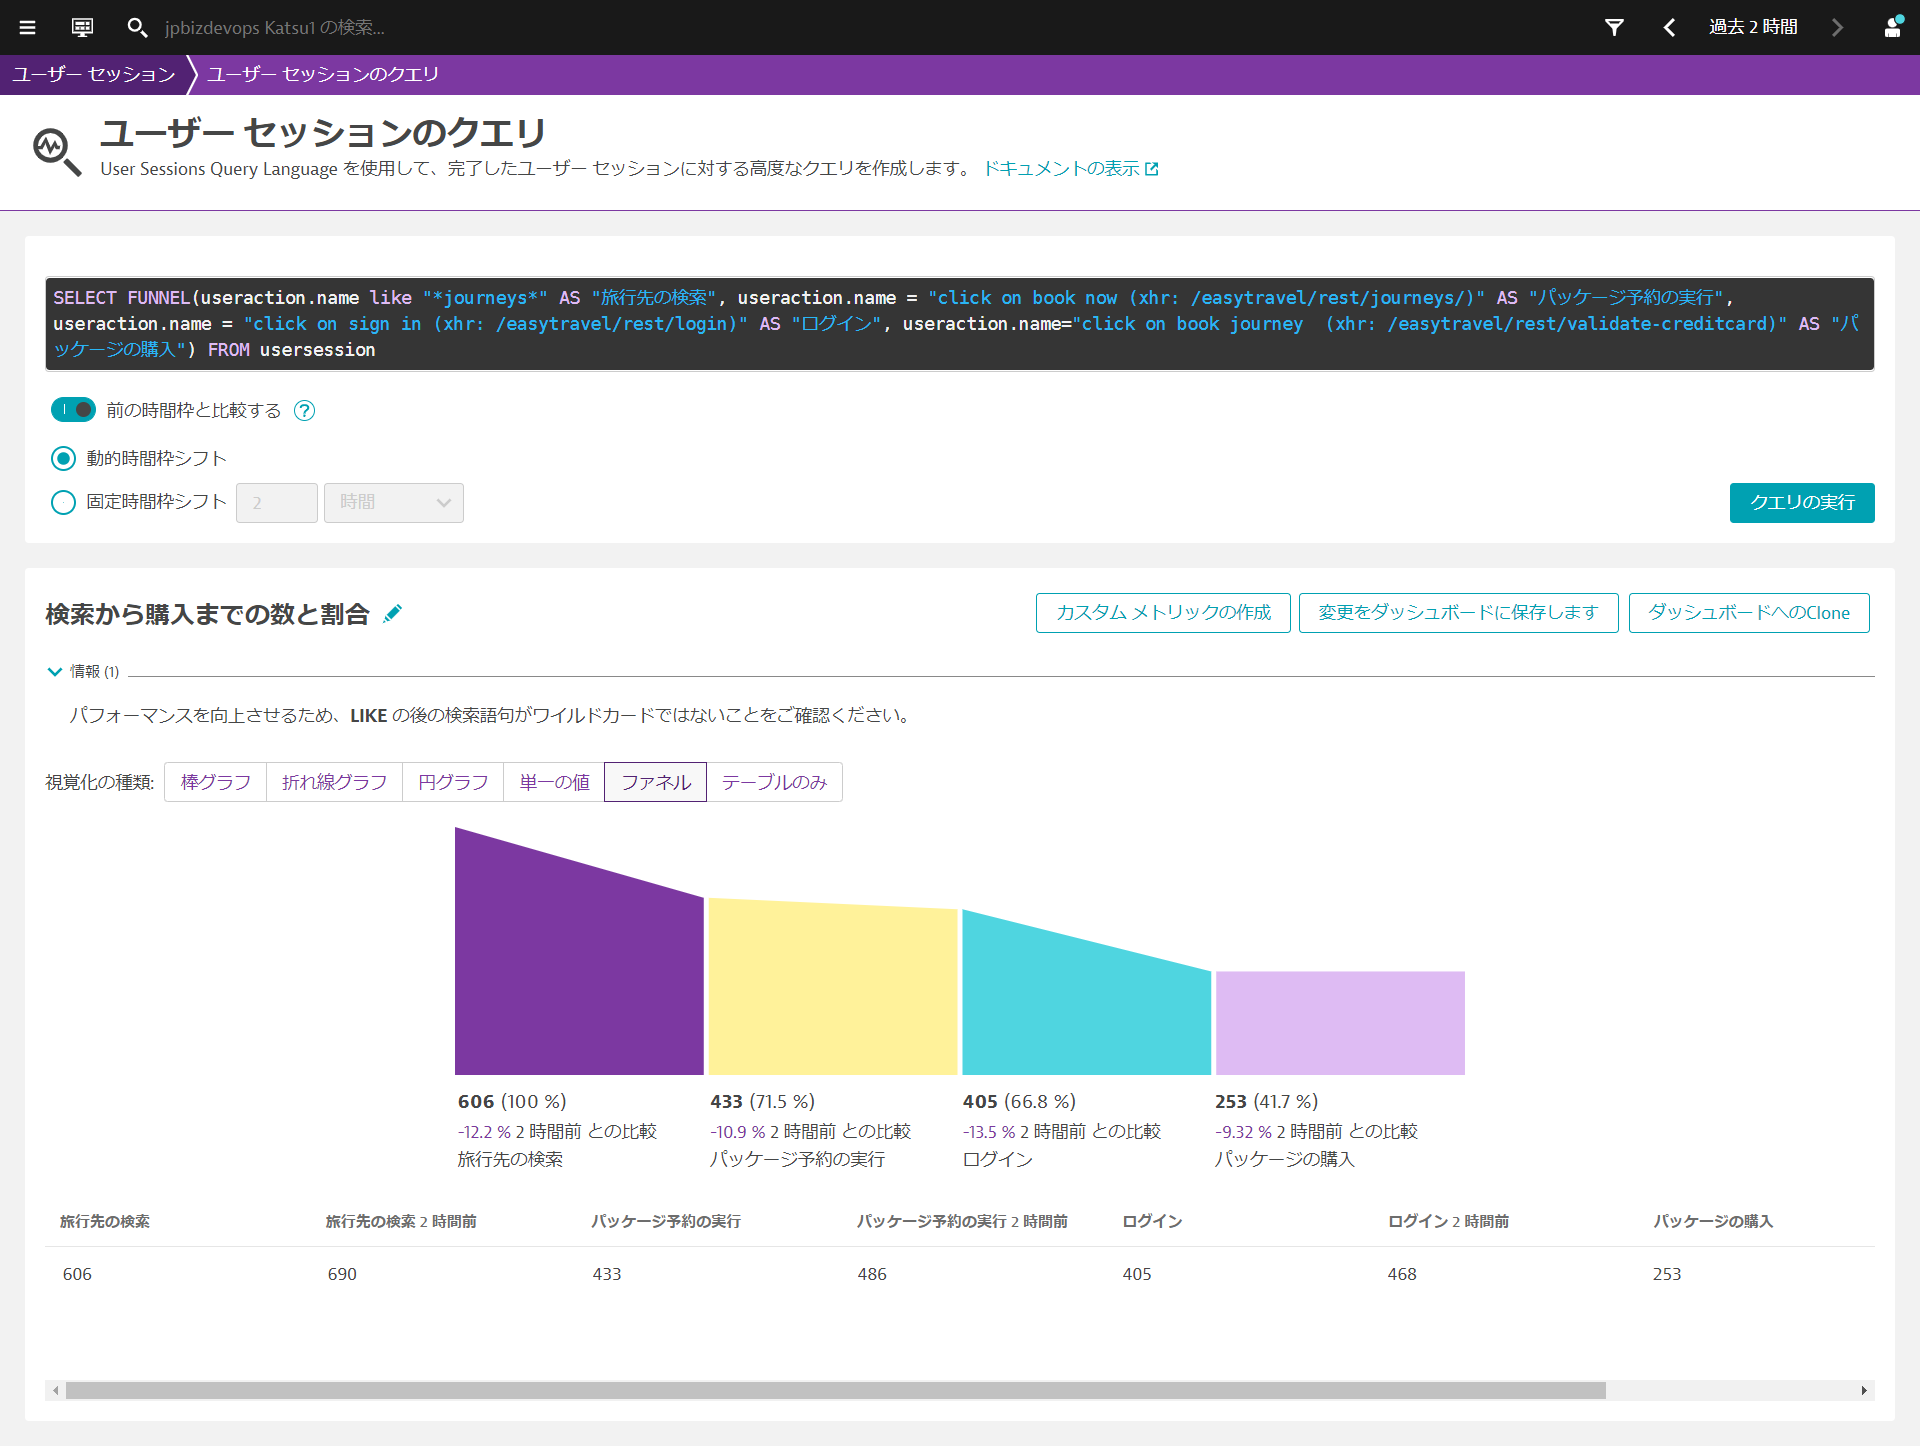 jpbizdevops Katsu1 の検索...
過去 2 時間
ユーザー セッション
ユーザー セッションのクエリ
ユーザー セッションのクエリ
User Sessions Query Language を使用して、完了したユーザー セッションに対する高度なクエリを作成します。 ドキュメントの表示
SELECT FUNNEL(useraction.name like "*journeys*" AS "旅行先の検索", useraction.name = "click on book now (xhr: /easytravel/rest/journeys/)" AS "パッケージ予約の実行",
useraction.name = "click on sign in (xhr: /easytravel/rest/login)" AS "ログイン", useraction.name="click on book journey  (xhr: /easytravel/rest/validate-creditcard)" AS "パ
ッケージの購入") FROM usersession
前の時間枠と比較する ?
動的時間枠シフト
固定時間枠シフト 2 時間
クエリの実行
検索から購入までの数と割合
カスタム メトリックの作成
変更をダッシュボードに保存します
ダッシュボードへのClone
情報 (1)
パフォーマンスを向上させるため、LIKE の後の検索語句がワイルドカードではないことをご確認ください。
視覚化の種類: 棒グラフ 折れ線グラフ 円グラフ 単一の値 ファネル テーブルのみ
606 (100 %)
-12.2 % 2 時間前 との比較
旅行先の検索
433 (71.5 %)
-10.9 % 2 時間前 との比較
パッケージ予約の実行
405 (66.8 %)
-13.5 % 2 時間前 との比較
ログイン
253 (41.7 %)
-9.32 % 2 時間前 との比較
パッケージの購入
旅行先の検索 旅行先の検索 2 時間前 パッケージ予約の実行 パッケージ予約の実行 2 時間前 ログイン ログイン 2 時間前 パッケージの購入
606 690 433 486 405 468 253